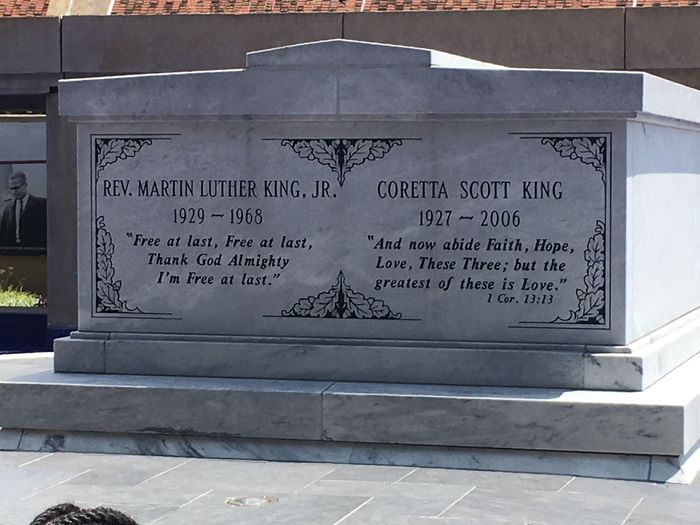 REV. MARTIN LUTHER KING, JR.
1929 ~ 1968
"Free at last, Free at last,
Thank God Almighty
I'm Free at last."
CORETTA SCOTT KING
1927 ~ 2006
"And now abide Faith, Hope,
Love, These Three; but the
greatest of these is Love."
1 Cor. 13:13